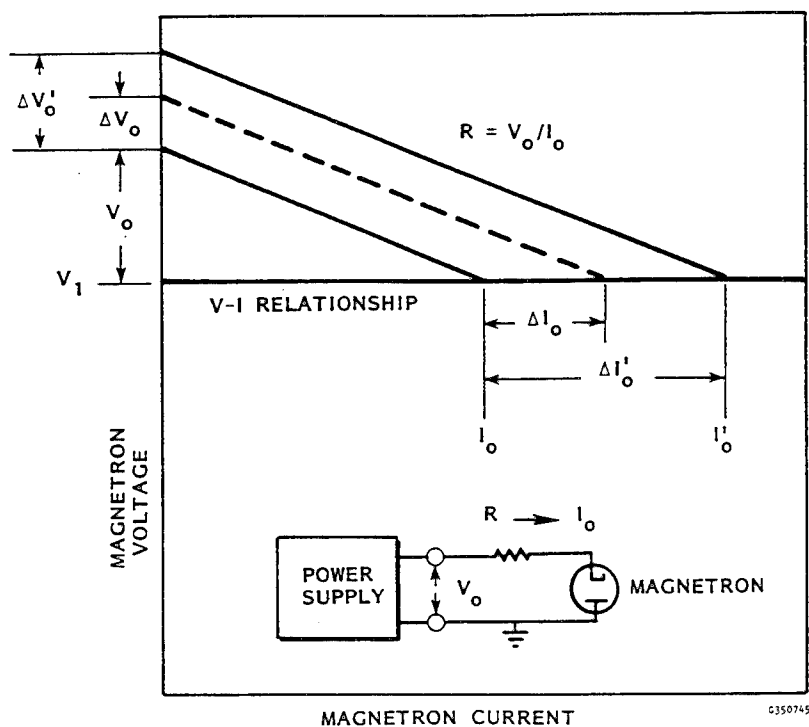 ΔV₀'
ΔV₀
R = V₀/I₀
V₀
V₁
V-I RELATIONSHIP
ΔI₀
ΔI₀'
I₀
I₀'
MAGNETRON
VOLTAGE
R → I₀
POWER
SUPPLY
V₀
MAGNETRON
MAGNETRON CURRENT
G350745